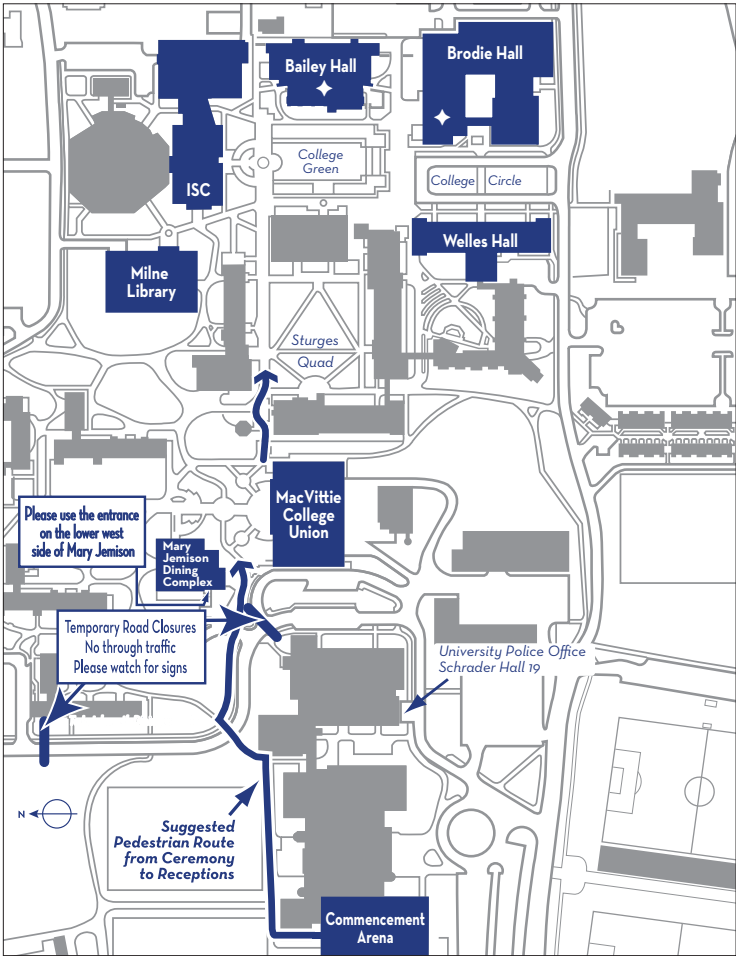 Bailey Hall
Brodie Hall
College
Green
ISC
College Circle
Welles Hall
Milne
Library
Sturges
Quad
MacVittie
College
Union
Please use the entrance
on the lower west
side of Mary Jemison
Mary
Jemison
Dining
Complex
Temporary Road Closures
No through traffic
Please watch for signs
University Police Office
Schrader Hall 19
N
Suggested
Pedestrian Route
from Ceremony
to Receptions
Commencement
Arena